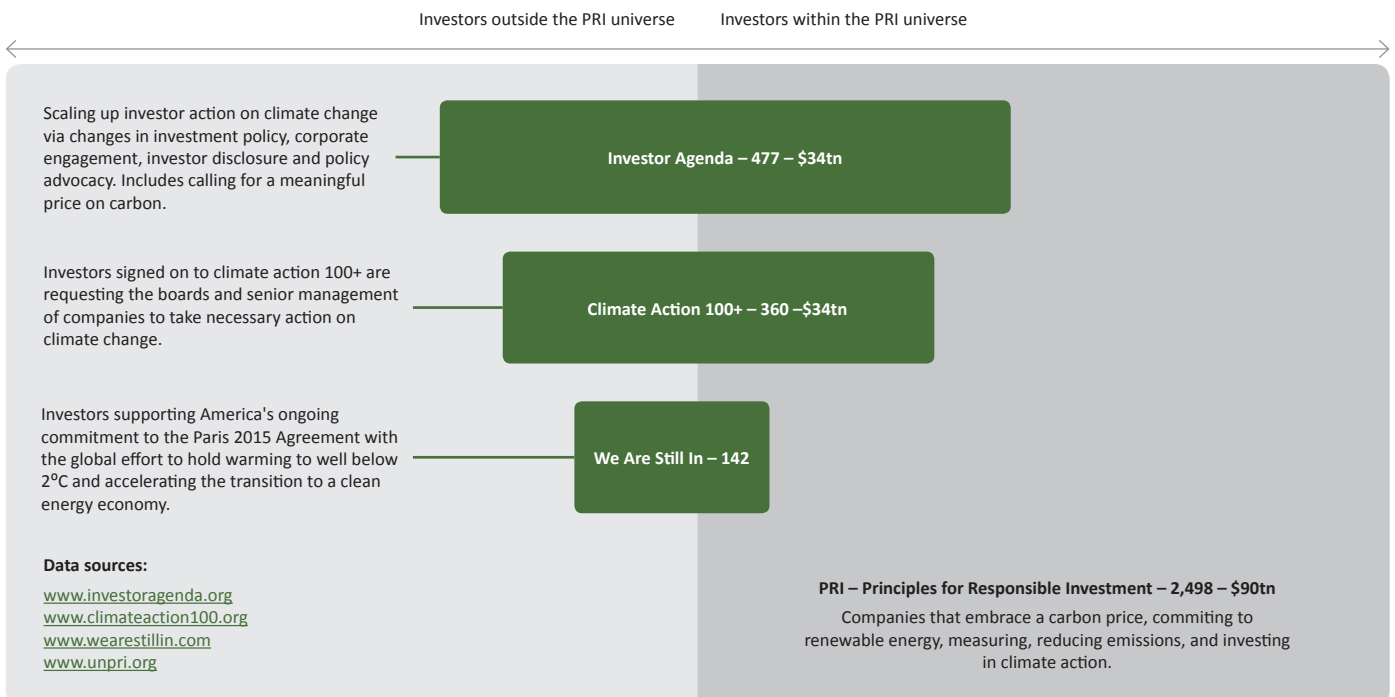 Investors outside the PRI universe
Investors within the PRI universe
Scaling up investor action on climate change
via changes in investment policy, corporate
engagement, investor disclosure and policy
advocacy. Includes calling for a meaningful
price on carbon.
Investor Agenda – 477 – $34tn
Investors signed on to climate action 100+ are
requesting the boards and senior management
of companies to take necessary action on
climate change.
Climate Action 100+ – 360 –$34tn
Investors supporting America's ongoing
commitment to the Paris 2015 Agreement with
the global effort to hold warming to well below
2⁰C and accelerating the transition to a clean
energy economy.
We Are Still In – 142
Data sources:
www.investoragenda.org
www.climateaction100.org
www.wearestillin.com
www.unpri.org
PRI – Principles for Responsible Investment – 2,498 – $90tn
Companies that embrace a carbon price, commiting to
renewable energy, measuring, reducing emissions, and investing
in climate action.